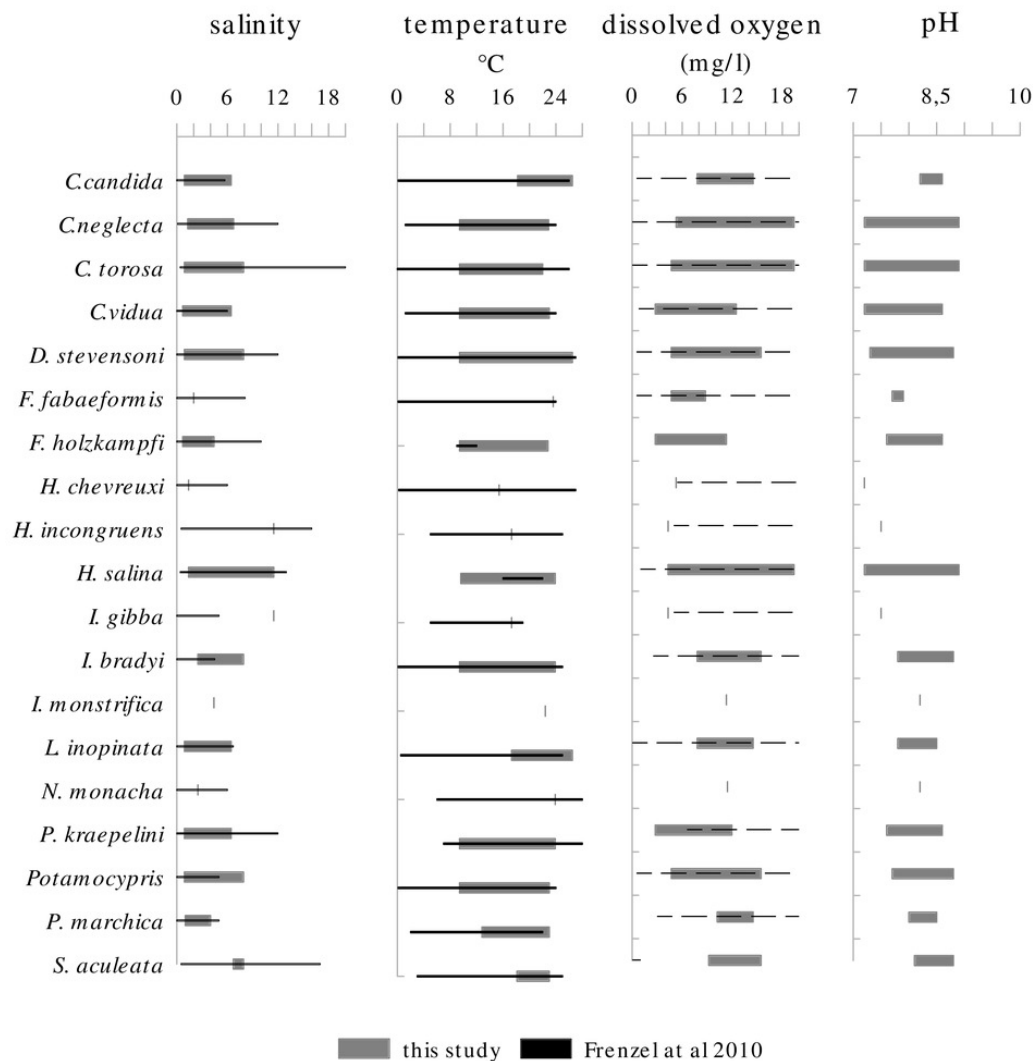 salinity temperature dissolved oxygen pH
°C (mg/l)
0 6 12 18 0 8 16 24 0 6 12 18 7 8,5 10
C.candida
C.neglecta
C. torosa
C.vidua
D. stevensoni
F. fabaeformis
F. holzkampfi
H. chevreuxi
H. incongruens
H. salina
I. gibba
I. bradyi
I. monstrifica
L. inopinata
N. monacha
P. kraepelini
Potamocypris
P. marchica
S. aculeata
this study Frenzel at al 2010